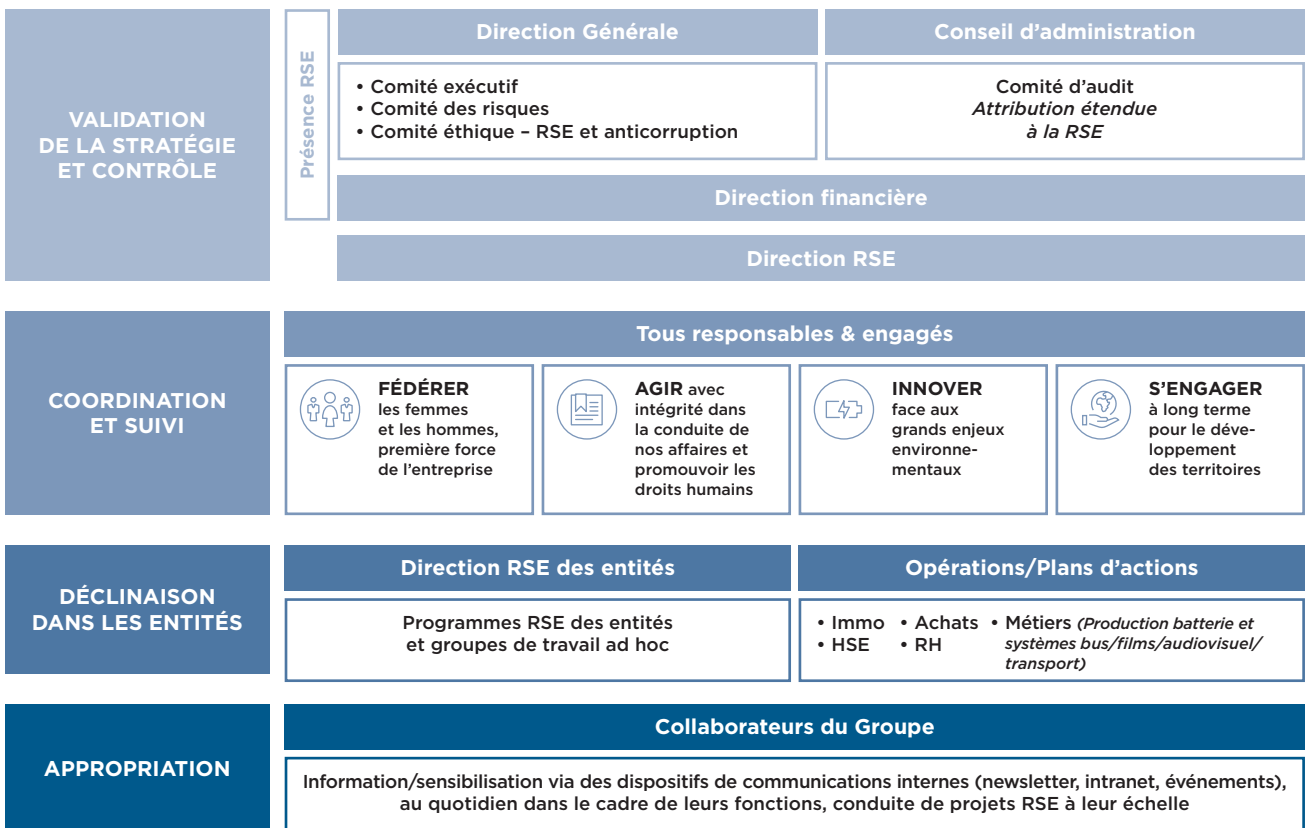 VALIDATION
DE LA STRATÉGIE
ET CONTRÔLE
Présence RSE
Direction Générale
• Comité exécutif
• Comité des risques
• Comité éthique – RSE et anticorruption
Conseil d'administration
Comité d'audit
Attribution étendue
à la RSE
Direction financière
Direction RSE
COORDINATION
ET SUIVI
Tous responsables & engagés
FÉDÉRER
les femmes
et les hommes,
première force
de l'entreprise
AGIR avec
intégrité dans
la conduite de
nos affaires et
promouvoir les
droits humains
INNOVER
face aux
grands enjeux
environne-
mentaux
S'ENGAGER
à long terme
pour le déve-
loppement
des territoires
DÉCLINAISON
DANS LES ENTITÉS
Direction RSE des entités
Programmes RSE des entités
et groupes de travail ad hoc
Opérations/Plans d'actions
• Immo • Achats • Métiers (Production batterie et
• HSE • RH systèmes bus/films/audiovisuel/
transport)
APPROPRIATION
Collaborateurs du Groupe
Information/sensibilisation via des dispositifs de communications internes (newsletter, intranet, événements),
au quotidien dans le cadre de leurs fonctions, conduite de projets RSE à leur échelle